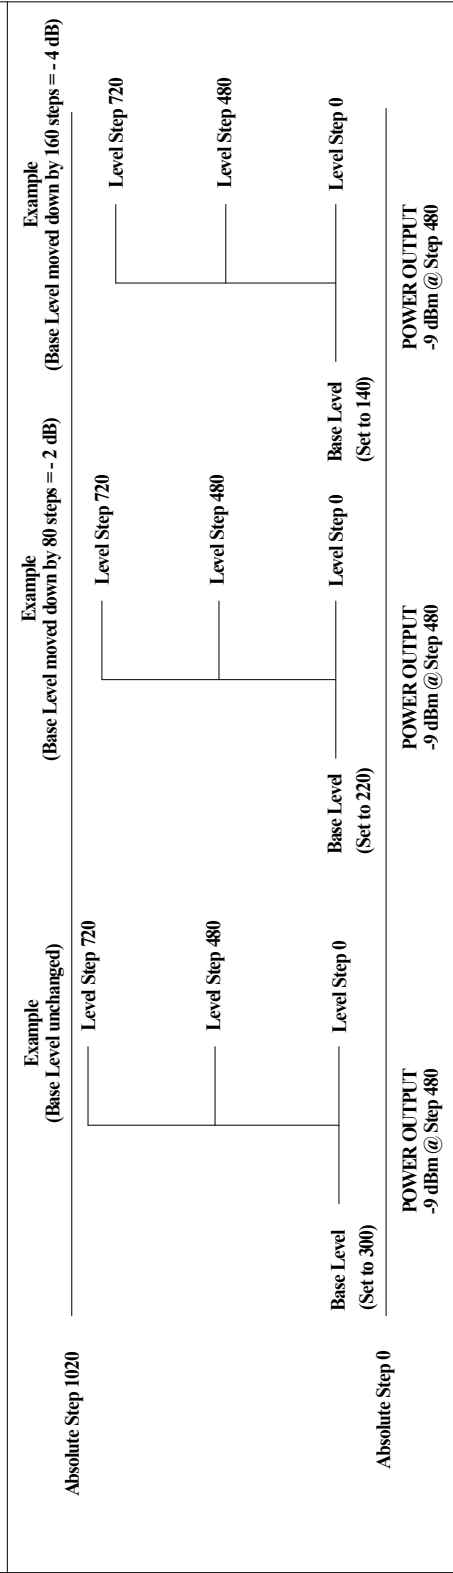 Absolute Step 1020
Absolute Step 0
Example
(Base Level unchanged)
Level Step 720
Level Step 480
Level Step 0
Base Level
(Set to 300)
POWER OUTPUT
-9 dBm @ Step 480
Example
(Base Level moved down by 80 steps = - 2 dB)
Level Step 720
Level Step 480
Level Step 0
Base Level
(Set to 220)
POWER OUTPUT
-9 dBm @ Step 480
Example
(Base Level moved down by 160 steps = - 4 dB)
Level Step 720
Level Step 480
Level Step 0
Base Level
(Set to 140)
POWER OUTPUT
-9 dBm @ Step 480